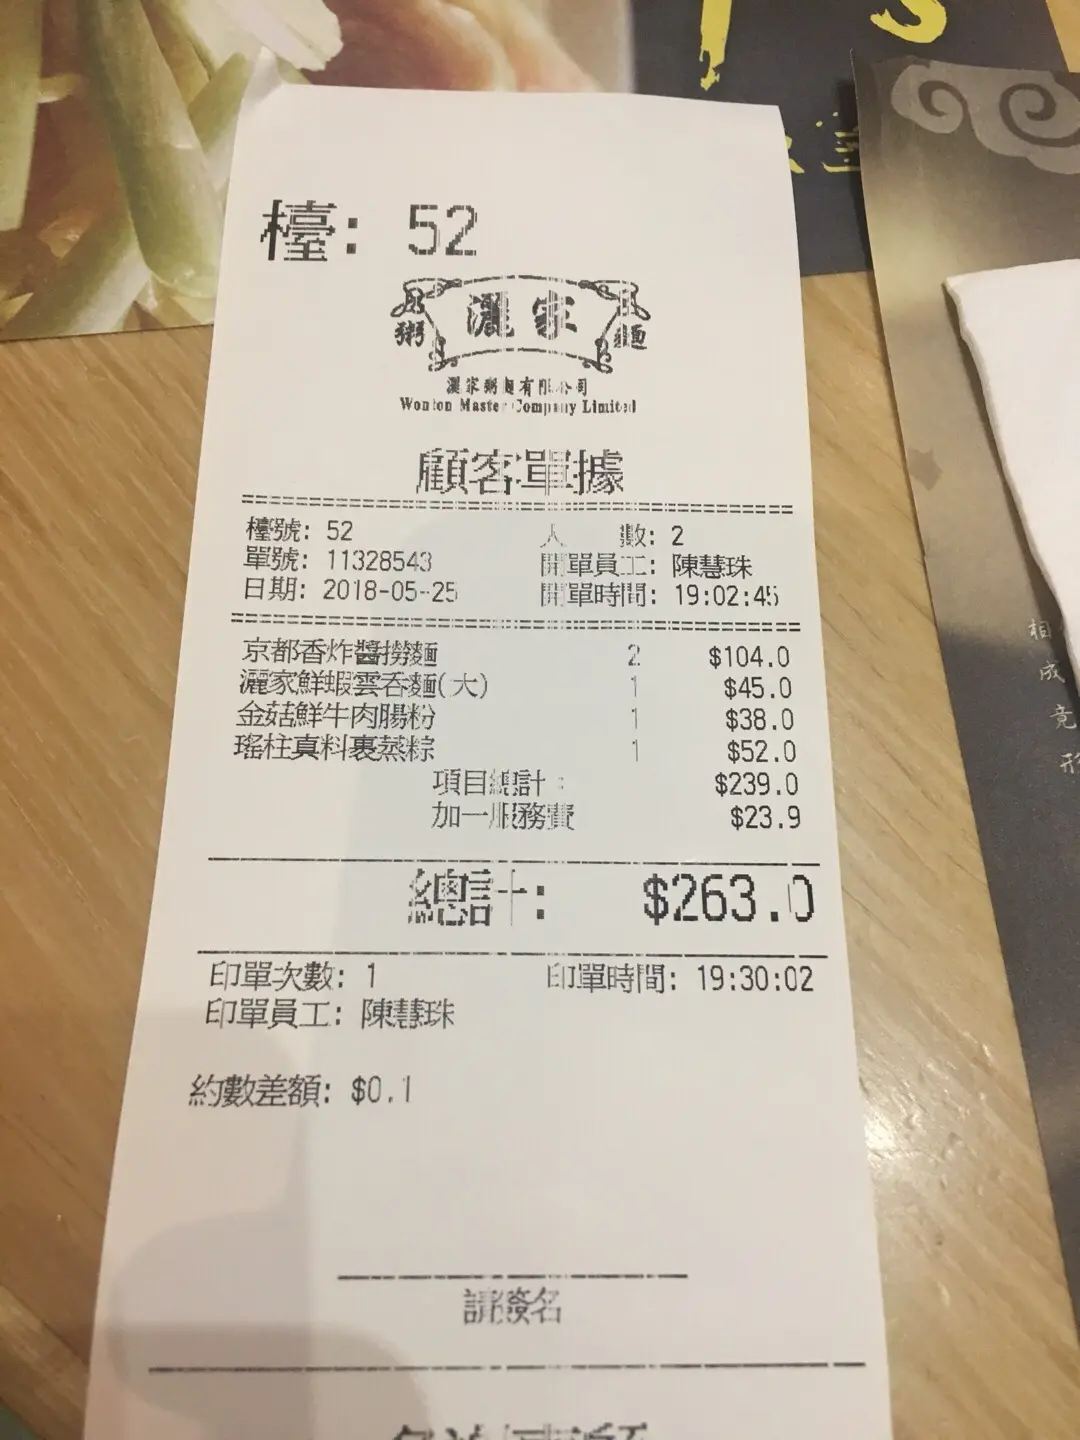 檯: 52
粥 灑家 麵
灑家粥麵有限公司
Wonton Master Company Limited
顧客單據
檯號: 52 人 數: 2
單號: 11328543 開單員工: 陳慧珠
日期: 2018-05-25 開單時間: 19:02:45
京都香炸醬撈麵 2 $104.0
灑家鮮蝦雲吞麵(大) 1 $45.0
金菇鮮牛肉腸粉 1 $38.0
瑤柱真料裹蒸粽 1 $52.0
項目總計: $239.0
加一服務費 $23.9
總計: $263.0
印單次數: 1 印單時間: 19:30:02
印單員工: 陳慧珠
約數差額: $0.1
請簽名
相
成
竟
形